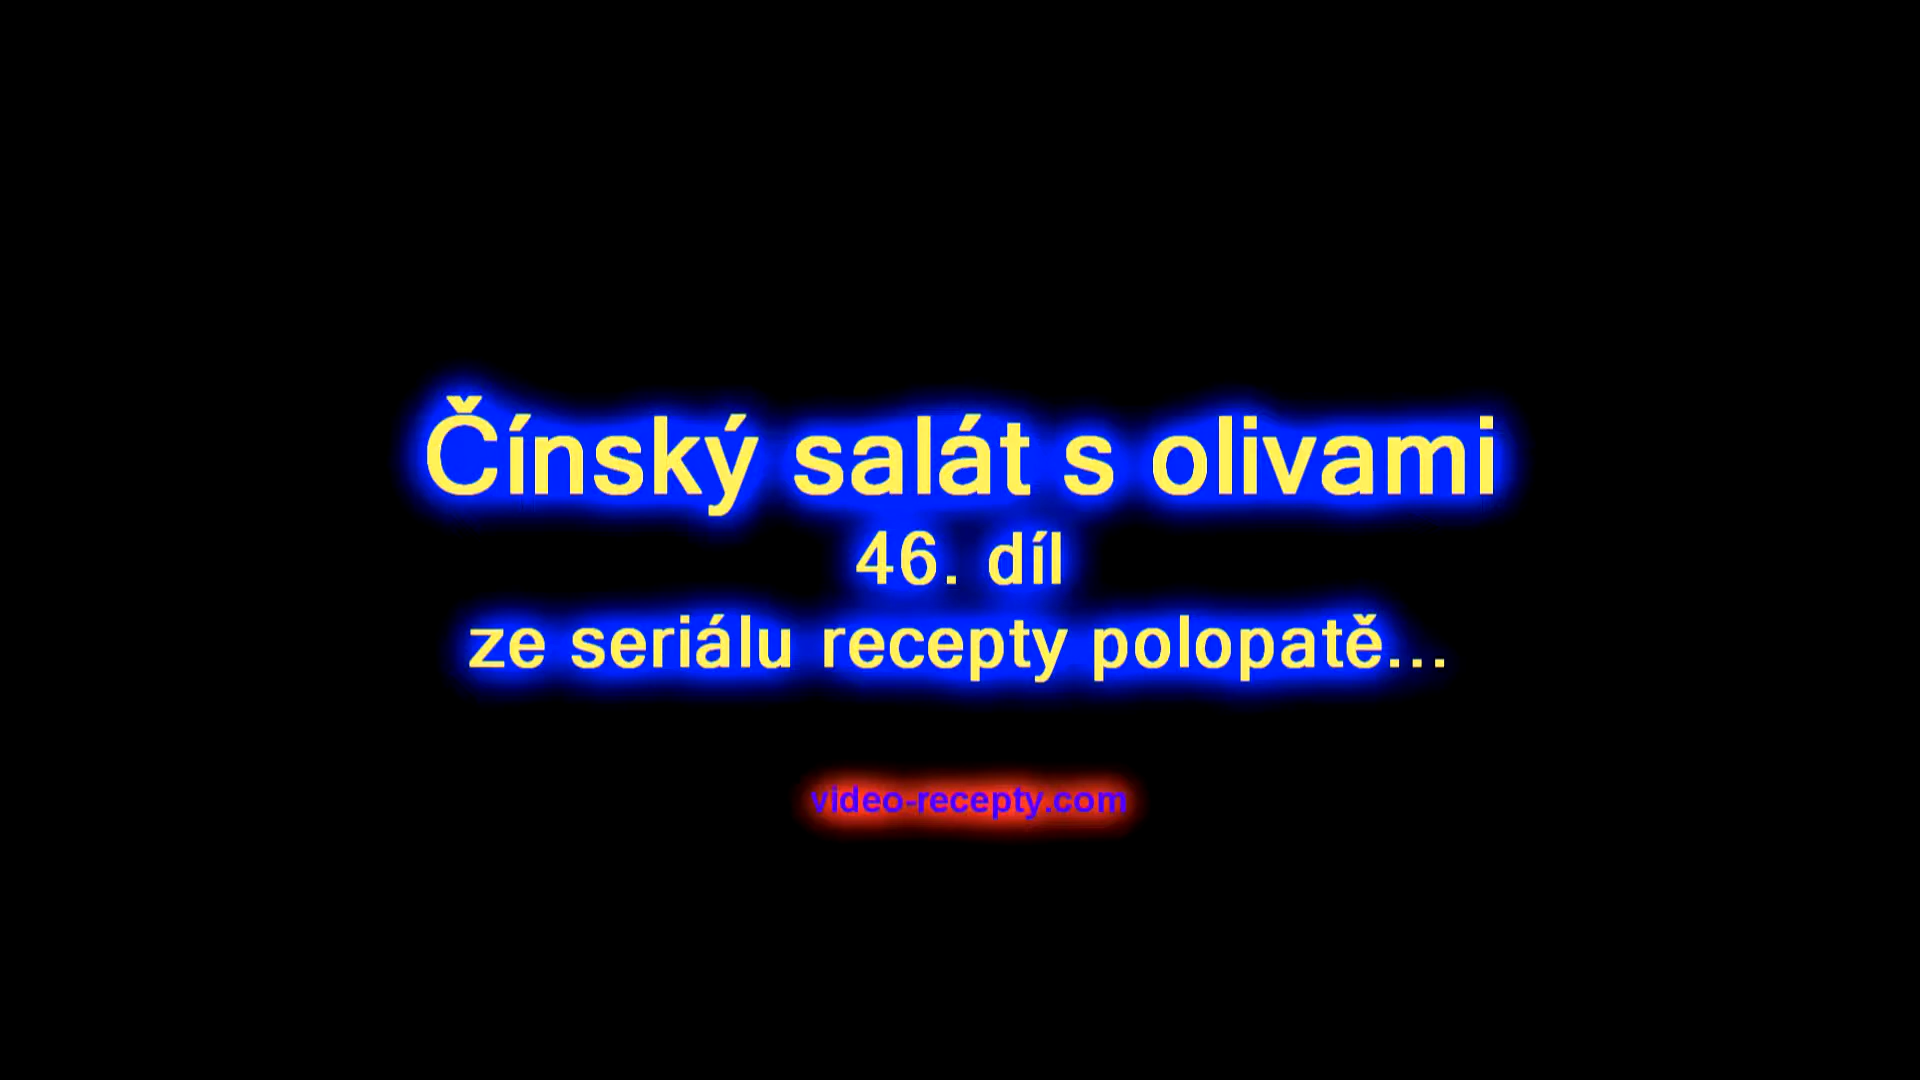 Čínský salát s olivami
46. díl
ze seriálu recepty polopatě...
video-recepty.com